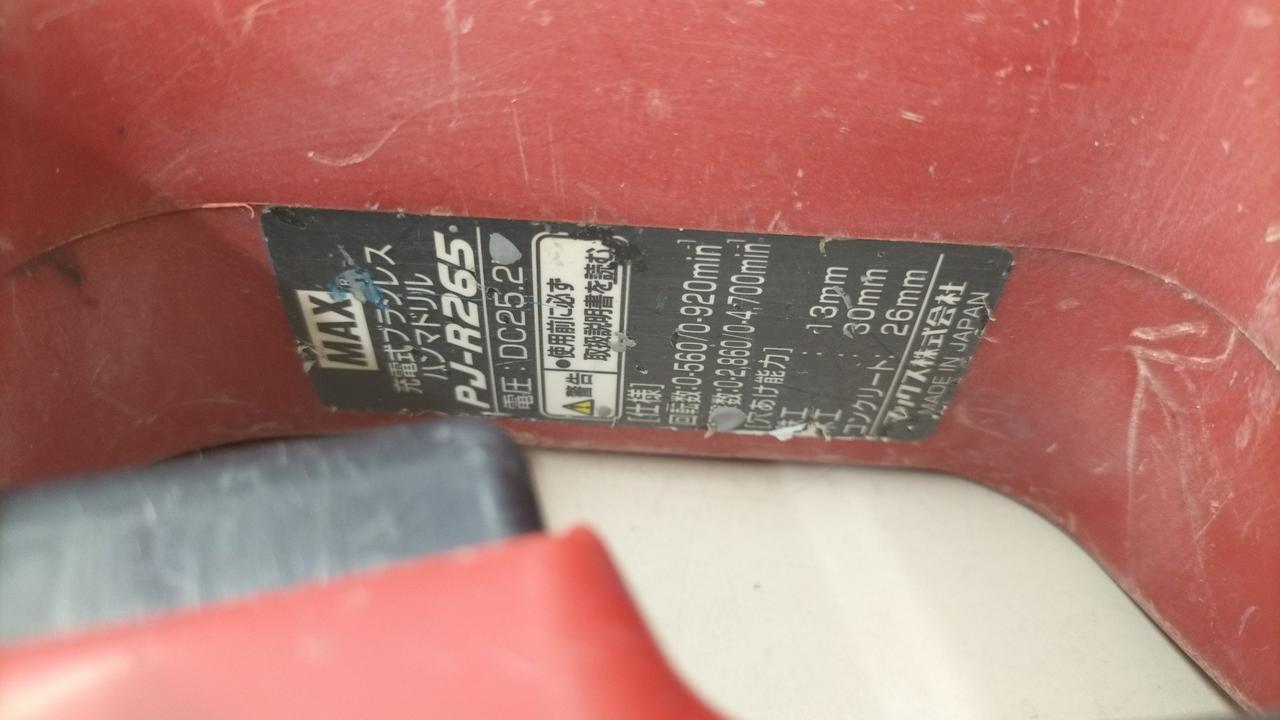 MAX
充電式ブラシレス
ハンマドリル
PJ-R265
電圧:DC25.2
警告
•使用前に必ず
取扱説明書を読む
[仕様]
回転数:0-560/0-920min⁻¹
数:0-2,860/0-4,700min⁻¹
[穴あけ能力]
工 : 13mm
木工 : 30mm
コンクリート : 26mm
マックス株式会社
MADE IN JAPAN